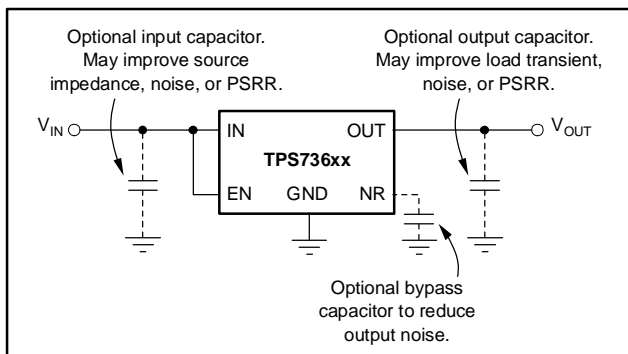 Optional input capacitor.
May improve source
impedance, noise, or PSRR.
Optional output capacitor.
May improve load transient,
noise, or PSRR.
VIN
IN
OUT
VOUT
TPS736xx
EN
GND
NR
Optional bypass
capacitor to reduce
output noise.